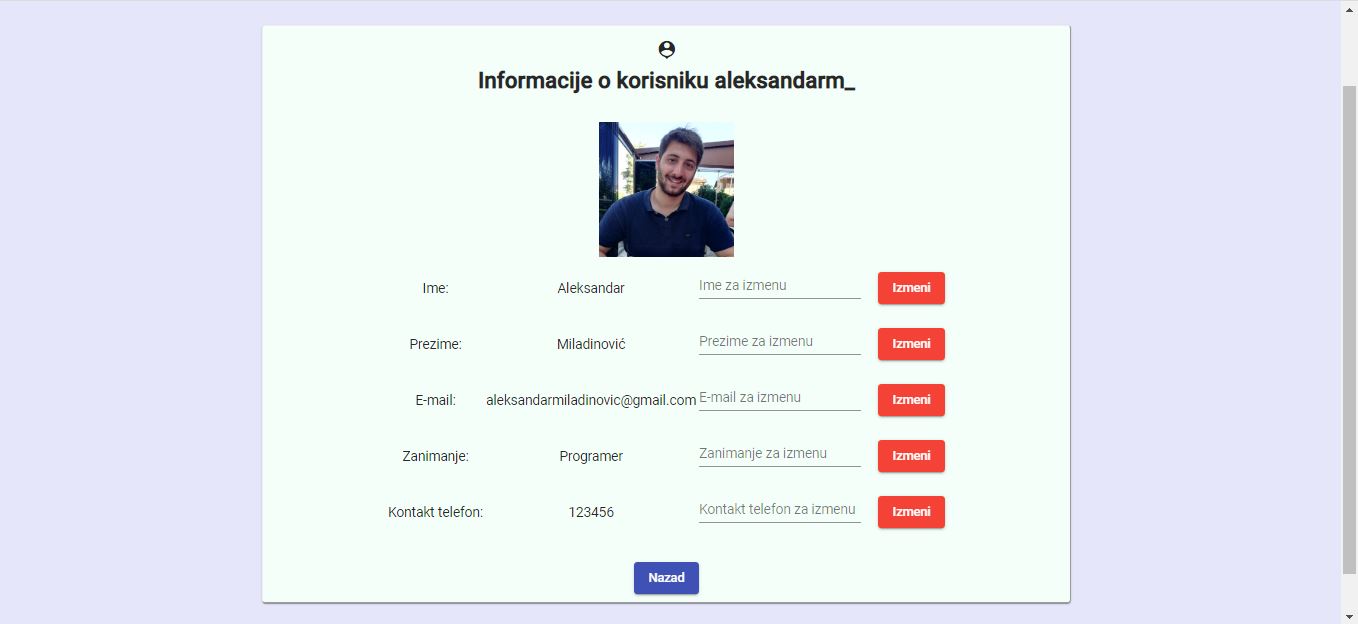 Informacije o korisniku aleksandarm_
Ime: Aleksandar Ime za izmenu Izmeni
Prezime: Miladinović Prezime za izmenu Izmeni
E-mail: aleksandarmiladinovic@gmail.com E-mail za izmenu Izmeni
Zanimanje: Programer Zanimanje za izmenu Izmeni
Kontakt telefon: 123456 Kontakt telefon za izmenu Izmeni
Nazad